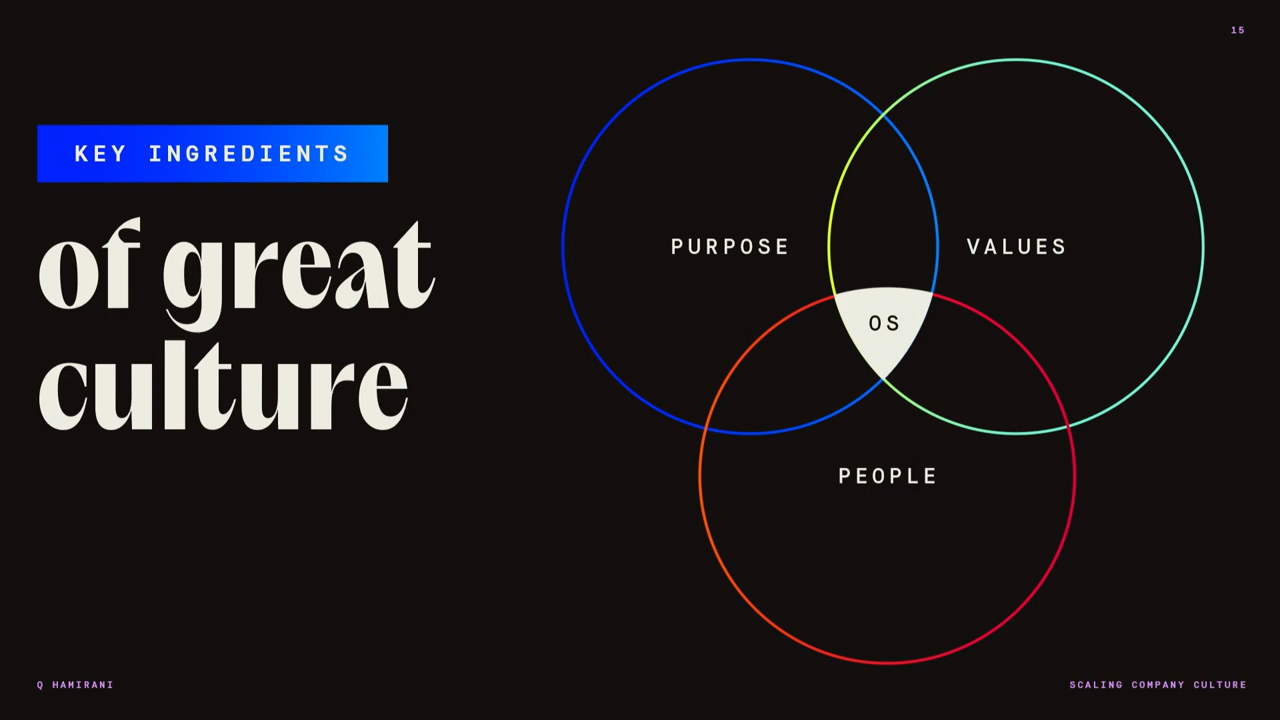 15
KEY INGREDIENTS
of great
culture
PURPOSE
VALUES
OS
PEOPLE
Q HAMIRANI
SCALING COMPANY CULTURE